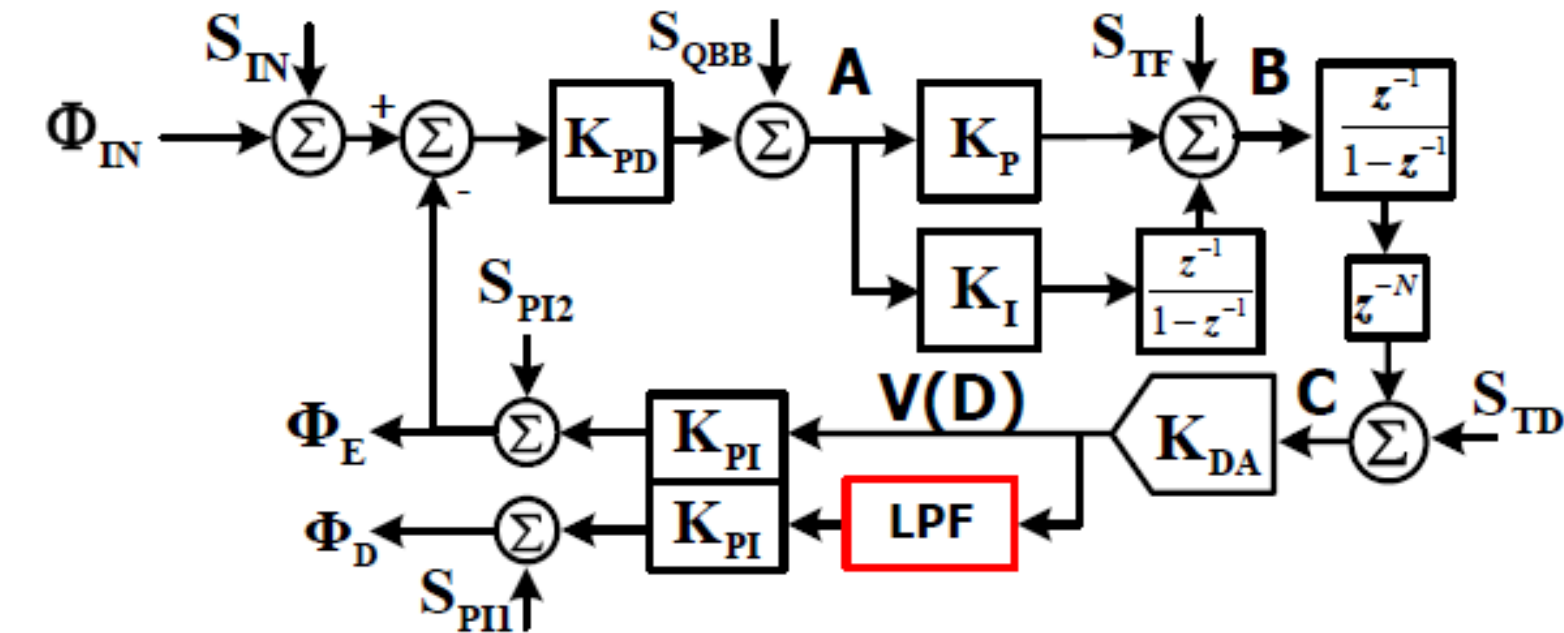 S_IN
S_QBB
A
S_TF
B
Φ_IN
Σ
+
Σ
-
K_PD
Σ
K_P
Σ
z^{-1}
1-z^{-1}
K_I
z^{-1}
1-z^{-1}
z^{-N}
S_PI2
Φ_E
Σ
K_PI
V(D)
K_DA
C
Σ
S_TD
Φ_D
Σ
K_PI
LPF
S_PI1